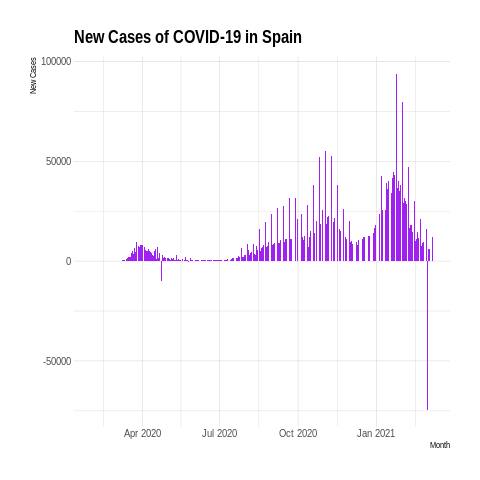 New Cases of COVID-19 in Spain
New Cases
100000
50000
0
-50000
Apr 2020
Jul 2020
Oct 2020
Jan 2021
Month